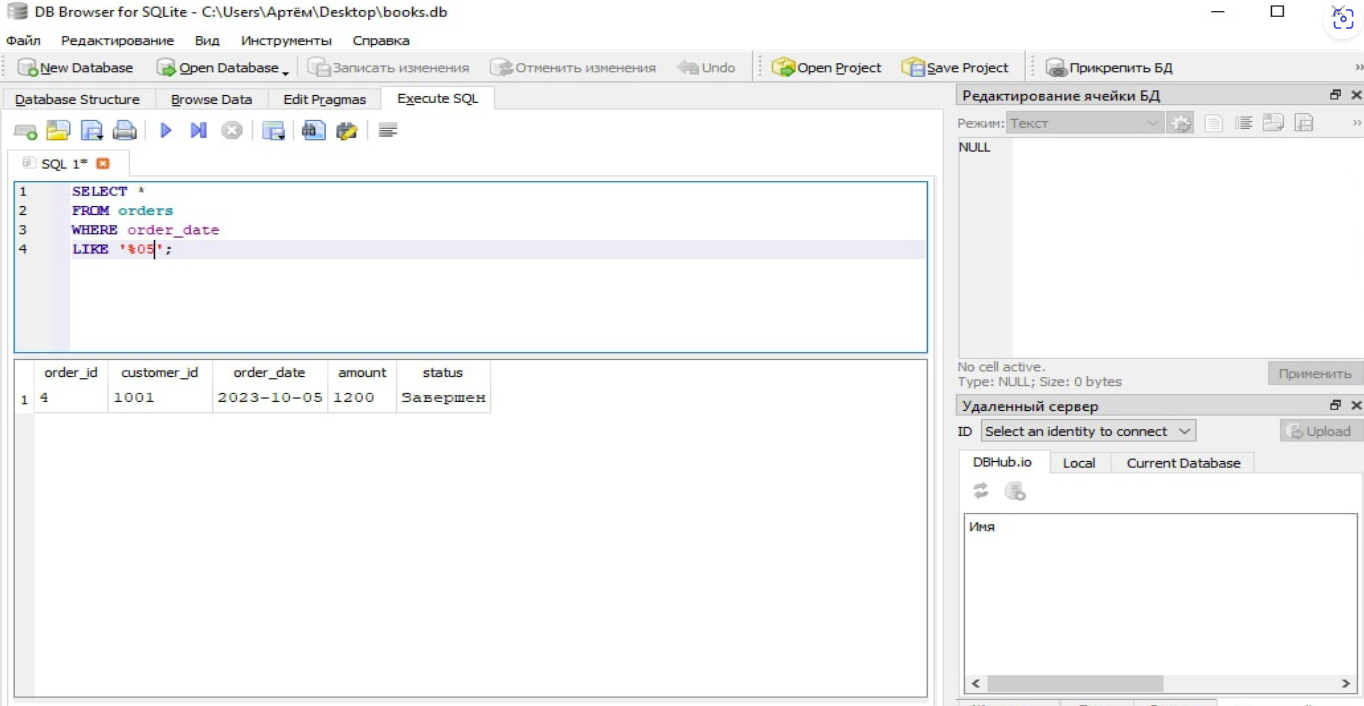 DB Browser for SQLite - C:\Users\Артём\Desktop\books.db
Файл Редактирование Вид Инструменты Справка
New Database Open Database Записать изменения Отменить изменения Undo Open Project Save Project Прикрепить БД »
Database Structure Browse Data Edit Pragmas Execute SQL
SQL 1*
1 SELECT *
2 FROM orders
3 WHERE order_date
4 LIKE '%05';
order_id customer_id order_date amount status
1 4 1001 2023-10-05 1200 Завершен
Редактирование ячейки БД
Режим: Текст »
NULL
No cell active.
Type: NULL; Size: 0 bytes
Применить
Удаленный сервер
ID Select an identity to connect Upload
DBHub.io Local Current Database
Имя